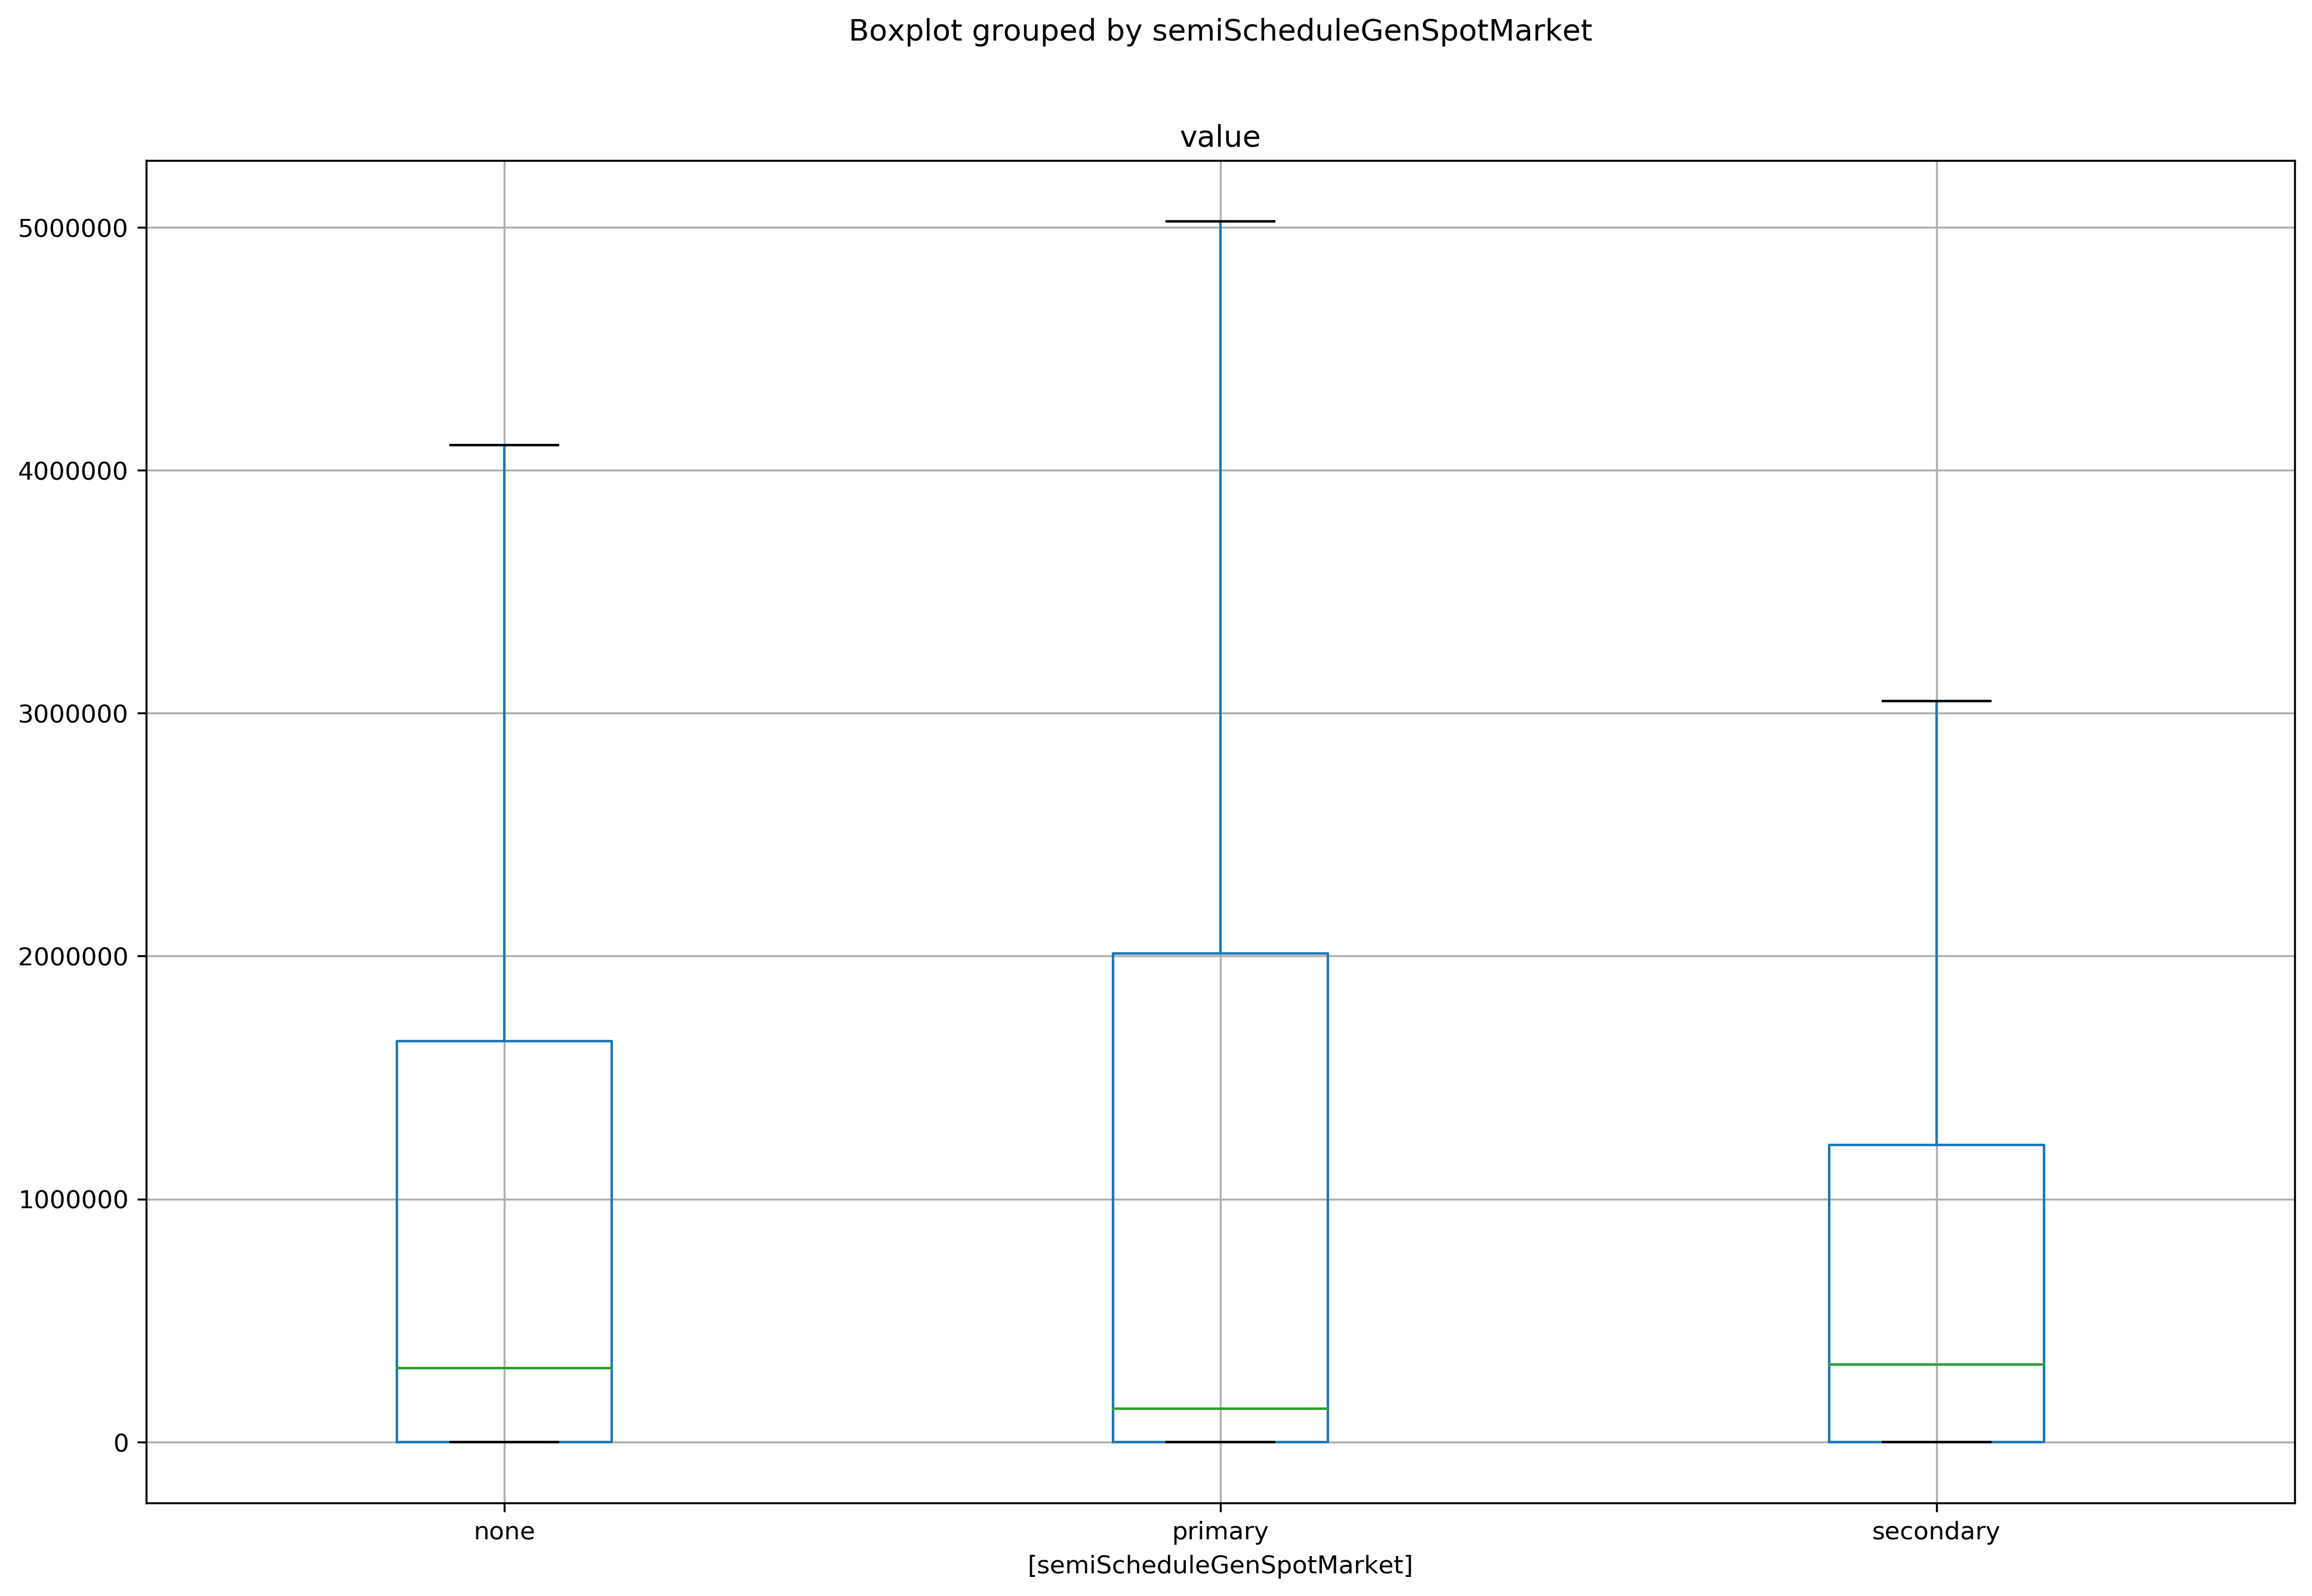 Boxplot grouped by semiScheduleGenSpotMarket
value
5000000
4000000
3000000
2000000
1000000
0
none primary secondary
[semiScheduleGenSpotMarket]